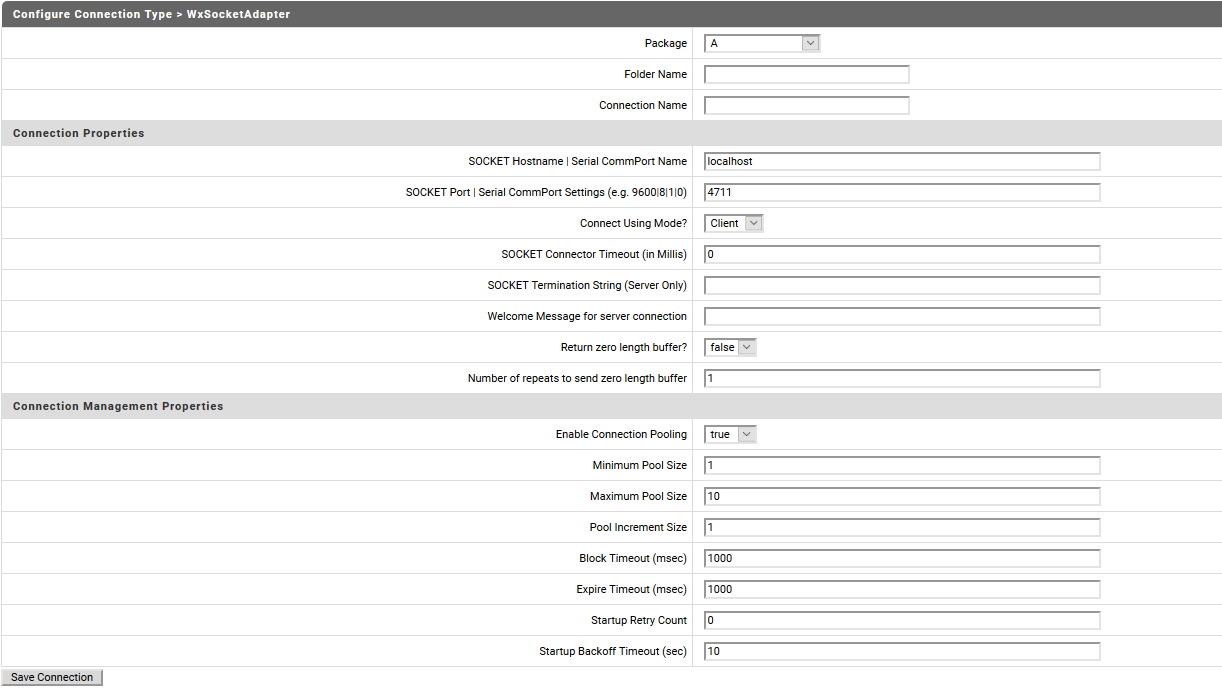 Configure Connection Type > WxSocketAdapter
Package A
Folder Name
Connection Name
Connection Properties
SOCKET Hostname | Serial CommPort Name localhost
SOCKET Port | Serial CommPort Settings (e.g. 9600|8|1|0) 4711
Connect Using Mode? Client
SOCKET Connector Timeout (in Millis) 0
SOCKET Termination String (Server Only)
Welcome Message for server connection
Return zero length buffer? false
Number of repeats to send zero length buffer 1
Connection Management Properties
Enable Connection Pooling true
Minimum Pool Size 1
Maximum Pool Size 10
Pool Increment Size 1
Block Timeout (msec) 1000
Expire Timeout (msec) 1000
Startup Retry Count 0
Startup Backoff Timeout (sec) 10
Save Connection